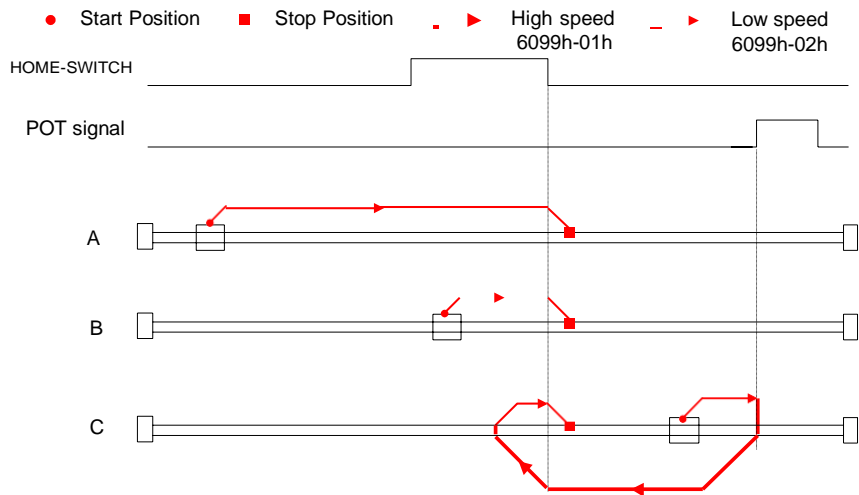 Start Position Stop Position High speed Low speed
6099h-01h 6099h-02h
HOME-SWITCH
POT signal
A
B
C